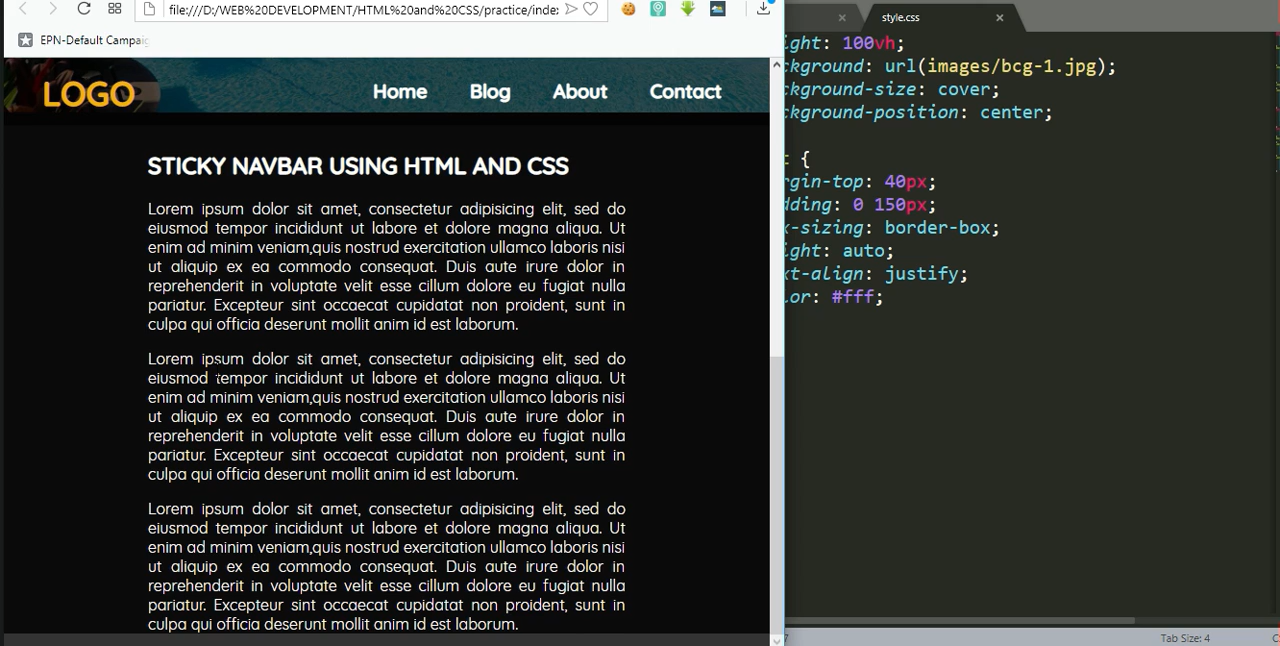 file:///D:/WEB%20DEVELOPMENT/HTML%20and%20CSS/practice/inde:
EPN-Default Campai
LOGO
Home Blog About Contact
STICKY NAVBAR USING HTML AND CSS
Lorem ipsum dolor sit amet, consectetur adipisicing elit, sed do
eiusmod tempor incididunt ut labore et dolore magna aliqua. Ut
enim ad minim veniam,quis nostrud exercitation ullamco laboris nisi
ut aliquip ex ea commodo consequat. Duis aute irure dolor in
reprehenderit in voluptate velit esse cillum dolore eu fugiat nulla
pariatur. Excepteur sint occaecat cupidatat non proident, sunt in
culpa qui officia deserunt mollit anim id est laborum.
Lorem ipsum dolor sit amet, consectetur adipisicing elit, sed do
eiusmod tempor incididunt ut labore et dolore magna aliqua. Ut
enim ad minim veniam,quis nostrud exercitation ullamco laboris nisi
ut aliquip ex ea commodo consequat. Duis aute irure dolor in
reprehenderit in voluptate velit esse cillum dolore eu fugiat nulla
pariatur. Excepteur sint occaecat cupidatat non proident, sunt in
culpa qui officia deserunt mollit anim id est laborum.
Lorem ipsum dolor sit amet, consectetur adipisicing elit, sed do
eiusmod tempor incididunt ut labore et dolore magna aliqua. Ut
enim ad minim veniam,quis nostrud exercitation ullamco laboris nisi
ut aliquip ex ea commodo consequat. Duis aute irure dolor in
reprehenderit in voluptate velit esse cillum dolore eu fugiat nulla
pariatur. Excepteur sint occaecat cupidatat non proident, sunt in
culpa qui officia deserunt mollit anim id est laborum.
style.css
ight: 100vh;
ckground: url(images/bcg-1.jpg);
ckground-size: cover;
ckground-position: center;
t {
rgin-top: 40px;
dding: 0 150px;
x-sizing: border-box;
ight: auto;
xt-align: justify;
lor: #fff;
Tab Size: 4